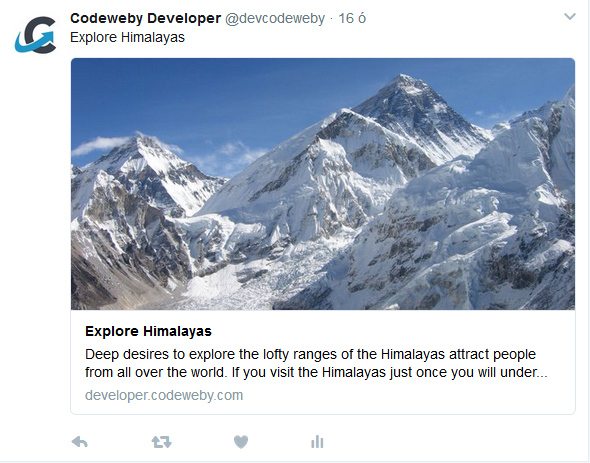 Codeweby Developer @devcodeweby · 16 ó
Explore Himalayas
Explore Himalayas
Deep desires to explore the lofty ranges of the Himalayas attract people
from all over the world. If you visit the Himalayas just once you will under...
developer.codeweby.com